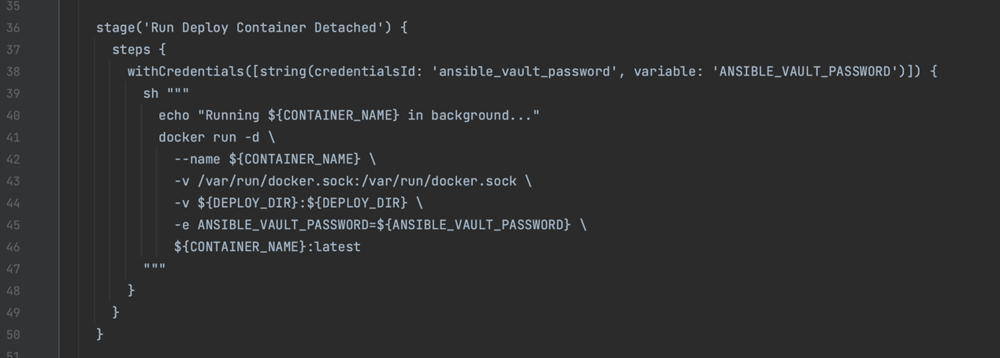 35
36 stage('Run Deploy Container Detached') {
37 steps {
38 withCredentials([string(credentialsId: 'ansible_vault_password', variable: 'ANSIBLE_VAULT_PASSWORD')]) {
39 sh """
40 echo "Running ${CONTAINER_NAME} in background..."
41 docker run -d \
42 --name ${CONTAINER_NAME} \
43 -v /var/run/docker.sock:/var/run/docker.sock \
44 -v ${DEPLOY_DIR}:${DEPLOY_DIR} \
45 -e ANSIBLE_VAULT_PASSWORD=${ANSIBLE_VAULT_PASSWORD} \
46 ${CONTAINER_NAME}:latest
47 """
48 }
49 }
50 }
51